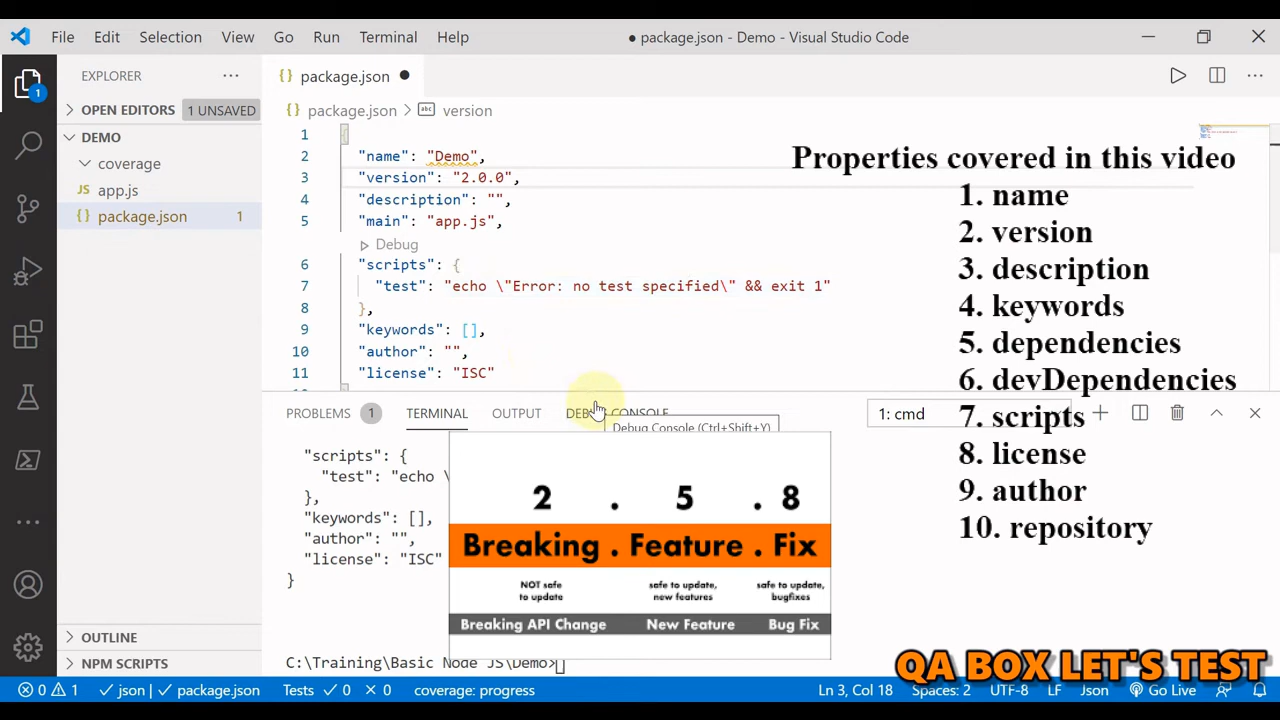 File Edit Selection View Go Run Terminal Help ● package.json - Demo - Visual Studio Code
EXPLORER
OPEN EDITORS 1 UNSAVED
DEMO
coverage
JS app.js
{} package.json 1
OUTLINE
NPM SCRIPTS
1
{} package.json ●
{} package.json > abc version
1 {
2 "name": "Demo",
3 "version": "2.0.0",
4 "description": "",
5 "main": "app.js",
Debug
6 "scripts": {
7 "test": "echo \"Error: no test specified\" && exit 1"
8 },
9 "keywords": [],
10 "author": "",
11 "license": "ISC"
Properties covered in this video
1. name
2. version
3. description
4. keywords
5. dependencies
6. devDependencies
7. scripts
8. license
9. author
10. repository
PROBLEMS 1 TERMINAL OUTPUT DEBUG CONSOLE 1: cmd
Debug Console (Ctrl+Shift+Y)
"scripts": {
"test": "echo \
},
"keywords": [],
"author": "",
"license": "ISC"
}
C:\Training\Basic Node JS\Demo>
2 . 5 . 8
Breaking . Feature . Fix
NOT safe to update
safe to update, new features
safe to update, bugfixes
Breaking API Change New Feature Bug Fix
QA BOX LET'S TEST
0 1 json | package.json Tests 0 0 coverage: progress Ln 3, Col 18 Spaces: 2 UTF-8 LF Json Go Live